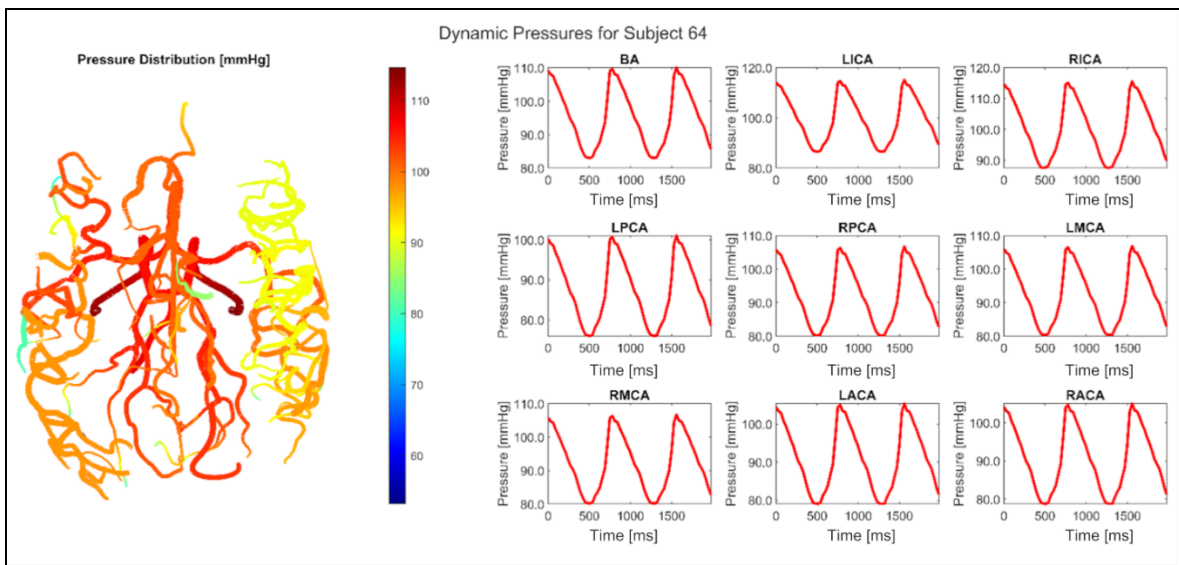 Dynamic Pressures for Subject 64
Pressure Distribution [mmHg]
110
100
90
80
70
60
BA
Pressure [mmHg]
110.0
100.0
90.0
80.0
0 500 1000 1500
Time [ms]
LICA
Pressure [mmHg]
120.0
100.0
80.0
0 500 1000 1500
Time [ms]
RICA
Pressure [mmHg]
120.0
110.0
100.0
90.0
0 500 1000 1500
Time [ms]
LPCA
Pressure [mmHg]
100.0
90.0
80.0
0 500 1000 1500
Time [ms]
RPCA
Pressure [mmHg]
110.0
100.0
90.0
80.0
0 500 1000 1500
Time [ms]
LMCA
Pressure [mmHg]
110.0
100.0
90.0
80.0
0 500 1000 1500
Time [ms]
RMCA
Pressure [mmHg]
110.0
100.0
90.0
80.0
0 500 1000 1500
Time [ms]
LACA
Pressure [mmHg]
100.0
90.0
80.0
0 500 1000 1500
Time [ms]
RACA
Pressure [mmHg]
100.0
90.0
80.0
0 500 1000 1500
Time [ms]